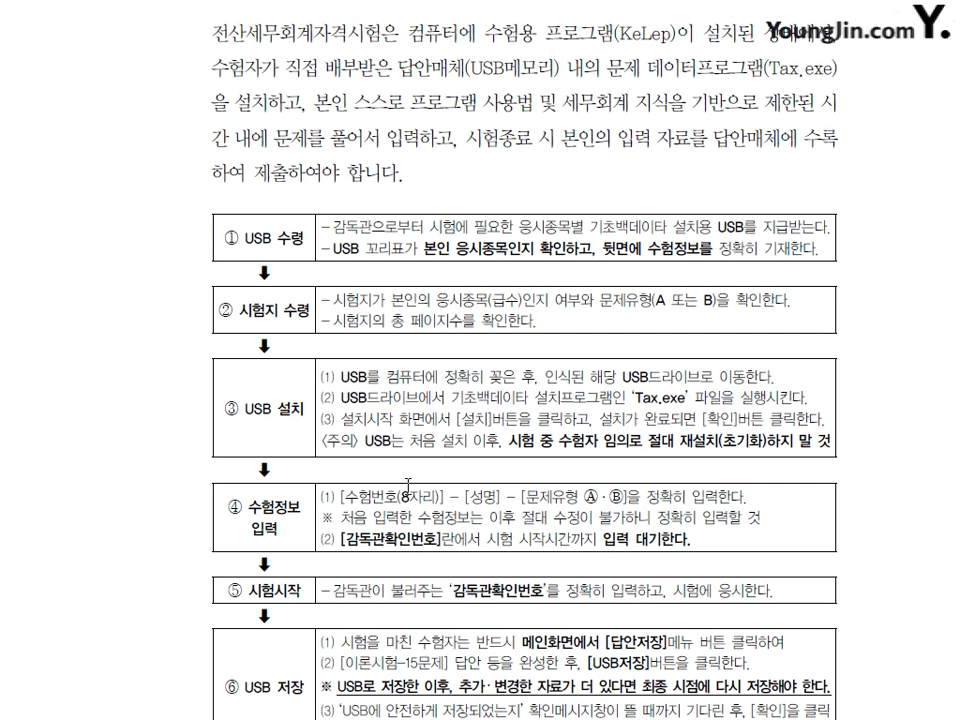 전산세무회계자격시험은 컴퓨터에 수험용 프로그램(KeLep)이 설치된 상태에서
YoungJin.com Y.
수험자가 직접 배부받은 답안매체(USB메모리) 내의 문제 데이터프로그램(Tax.exe)
을 설치하고, 본인 스스로 프로그램 사용법 및 세무회계 지식을 기반으로 제한된 시
간 내에 문제를 풀어서 입력하고, 시험종료 시 본인의 입력 자료를 답안매체에 수록
하여 제출하여야 합니다.
① USB 수령
- 감독관으로부터 시험에 필요한 응시종목별 기초백데이타 설치용 USB를 지급받는다.
- USB 꼬리표가 본인 응시종목인지 확인하고, 뒷면에 수험정보를 정확히 기재한다.
② 시험지 수령
- 시험지가 본인의 응시종목(급수)인지 여부와 문제유형(A 또는 B)을 확인한다.
- 시험지의 총 페이지수를 확인한다.
③ USB 설치
(1) USB를 컴퓨터에 정확히 꽂은 후, 인식된 해당 USB드라이브로 이동한다.
(2) USB드라이브에서 기초백데이타 설치프로그램인 ‘Tax.exe’ 파일을 실행시킨다.
(3) 설치시작 화면에서 [설치]버튼을 클릭하고, 설치가 완료되면 [확인]버튼 클릭한다.
〈주의〉 USB는 처음 설치 이후, 시험 중 수험자 임의로 절대 재설치(초기화)하지 말 것
④ 수험정보
입력
(1) [수험번호(8자리)] - [성명] - [문제유형 Ⓐ·Ⓑ]을 정확히 입력한다.
※ 처음 입력한 수험정보는 이후 절대 수정이 불가하니 정확히 입력할 것
(2) [감독관확인번호]란에서 시험 시작시간까지 입력 대기한다.
⑤ 시험시작
- 감독관이 불러주는 ‘감독관확인번호’를 정확히 입력하고, 시험에 응시한다.
⑥ USB 저장
(1) 시험을 마친 수험자는 반드시 메인화면에서 [답안저장]메뉴 버튼 클릭하여
(2) [이론시험-15문제] 답안 등을 완성한 후, [USB저장]버튼을 클릭한다.
※ USB로 저장한 이후, 추가·변경한 자료가 더 있다면 최종 시점에 다시 저장해야 한다.
(3) ‘USB에 안전하게 저장되었는지’ 확인메시지창이 뜰 때까지 기다린 후, [확인]을 클릭